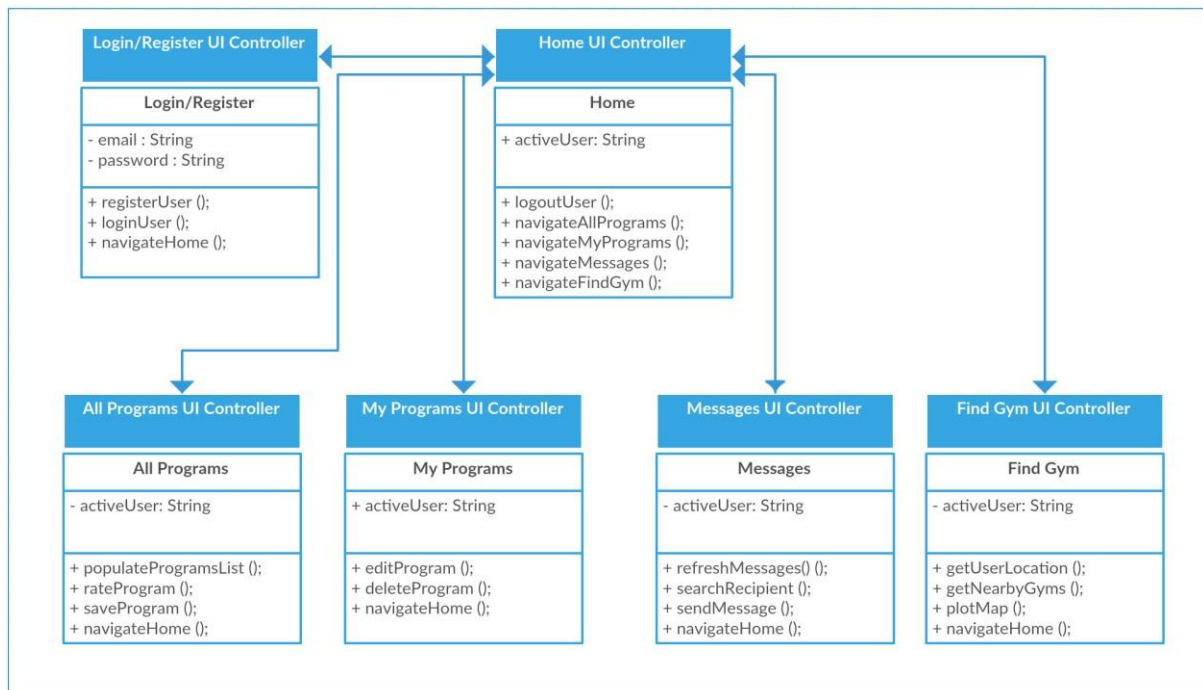 Login/Register UI Controller
Login/Register
- email : String
- password : String
+ registerUser ();
+ loginUser ();
+ navigateHome ();
Home UI Controller
Home
+ activeUser: String
+ logoutUser ();
+ navigateAllPrograms ();
+ navigateMyPrograms ();
+ navigateMessages ();
+ navigateFindGym ();
All Programs UI Controller
All Programs
- activeUser: String
+ populateProgramsList ();
+ rateProgram ();
+ saveProgram ();
+ navigateHome ();
My Programs UI Controller
My Programs
+ activeUser: String
+ editProgram ();
+ deleteProgram ();
+ navigateHome ();
Messages UI Controller
Messages
- activeUser: String
+ refreshMessages() ();
+ searchRecipient ();
+ sendMessage ();
+ navigateHome ();
Find Gym UI Controller
Find Gym
- activeUser: String
+ getUserLocation ();
+ getNearbyGyms ();
+ plotMap ();
+ navigateHome ();